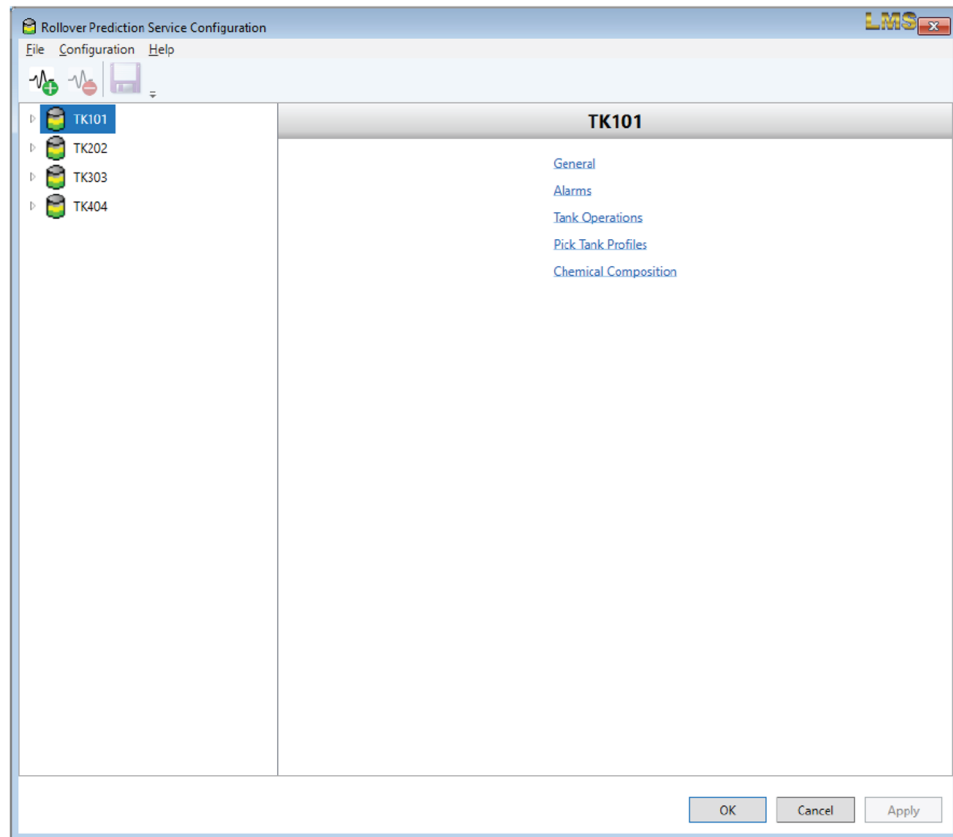 Rollover Prediction Service Configuration
LMS
File Configuration Help
TK101
TK202
TK303
TK404
TK101
General
Alarms
Tank Operations
Pick Tank Profiles
Chemical Composition
OK Cancel Apply